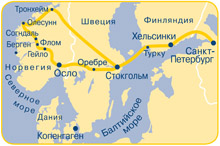 Тронхейм
Олесунн
Согндаль
Берген
Флом
Гейло
Норвегия
Осло
Швеция
Оребре
Стокгольм
Финляндия
Хельсинки
Турку
Санкт-
Петербург
Северное море
Дания
Копенгаген
Балтийское море